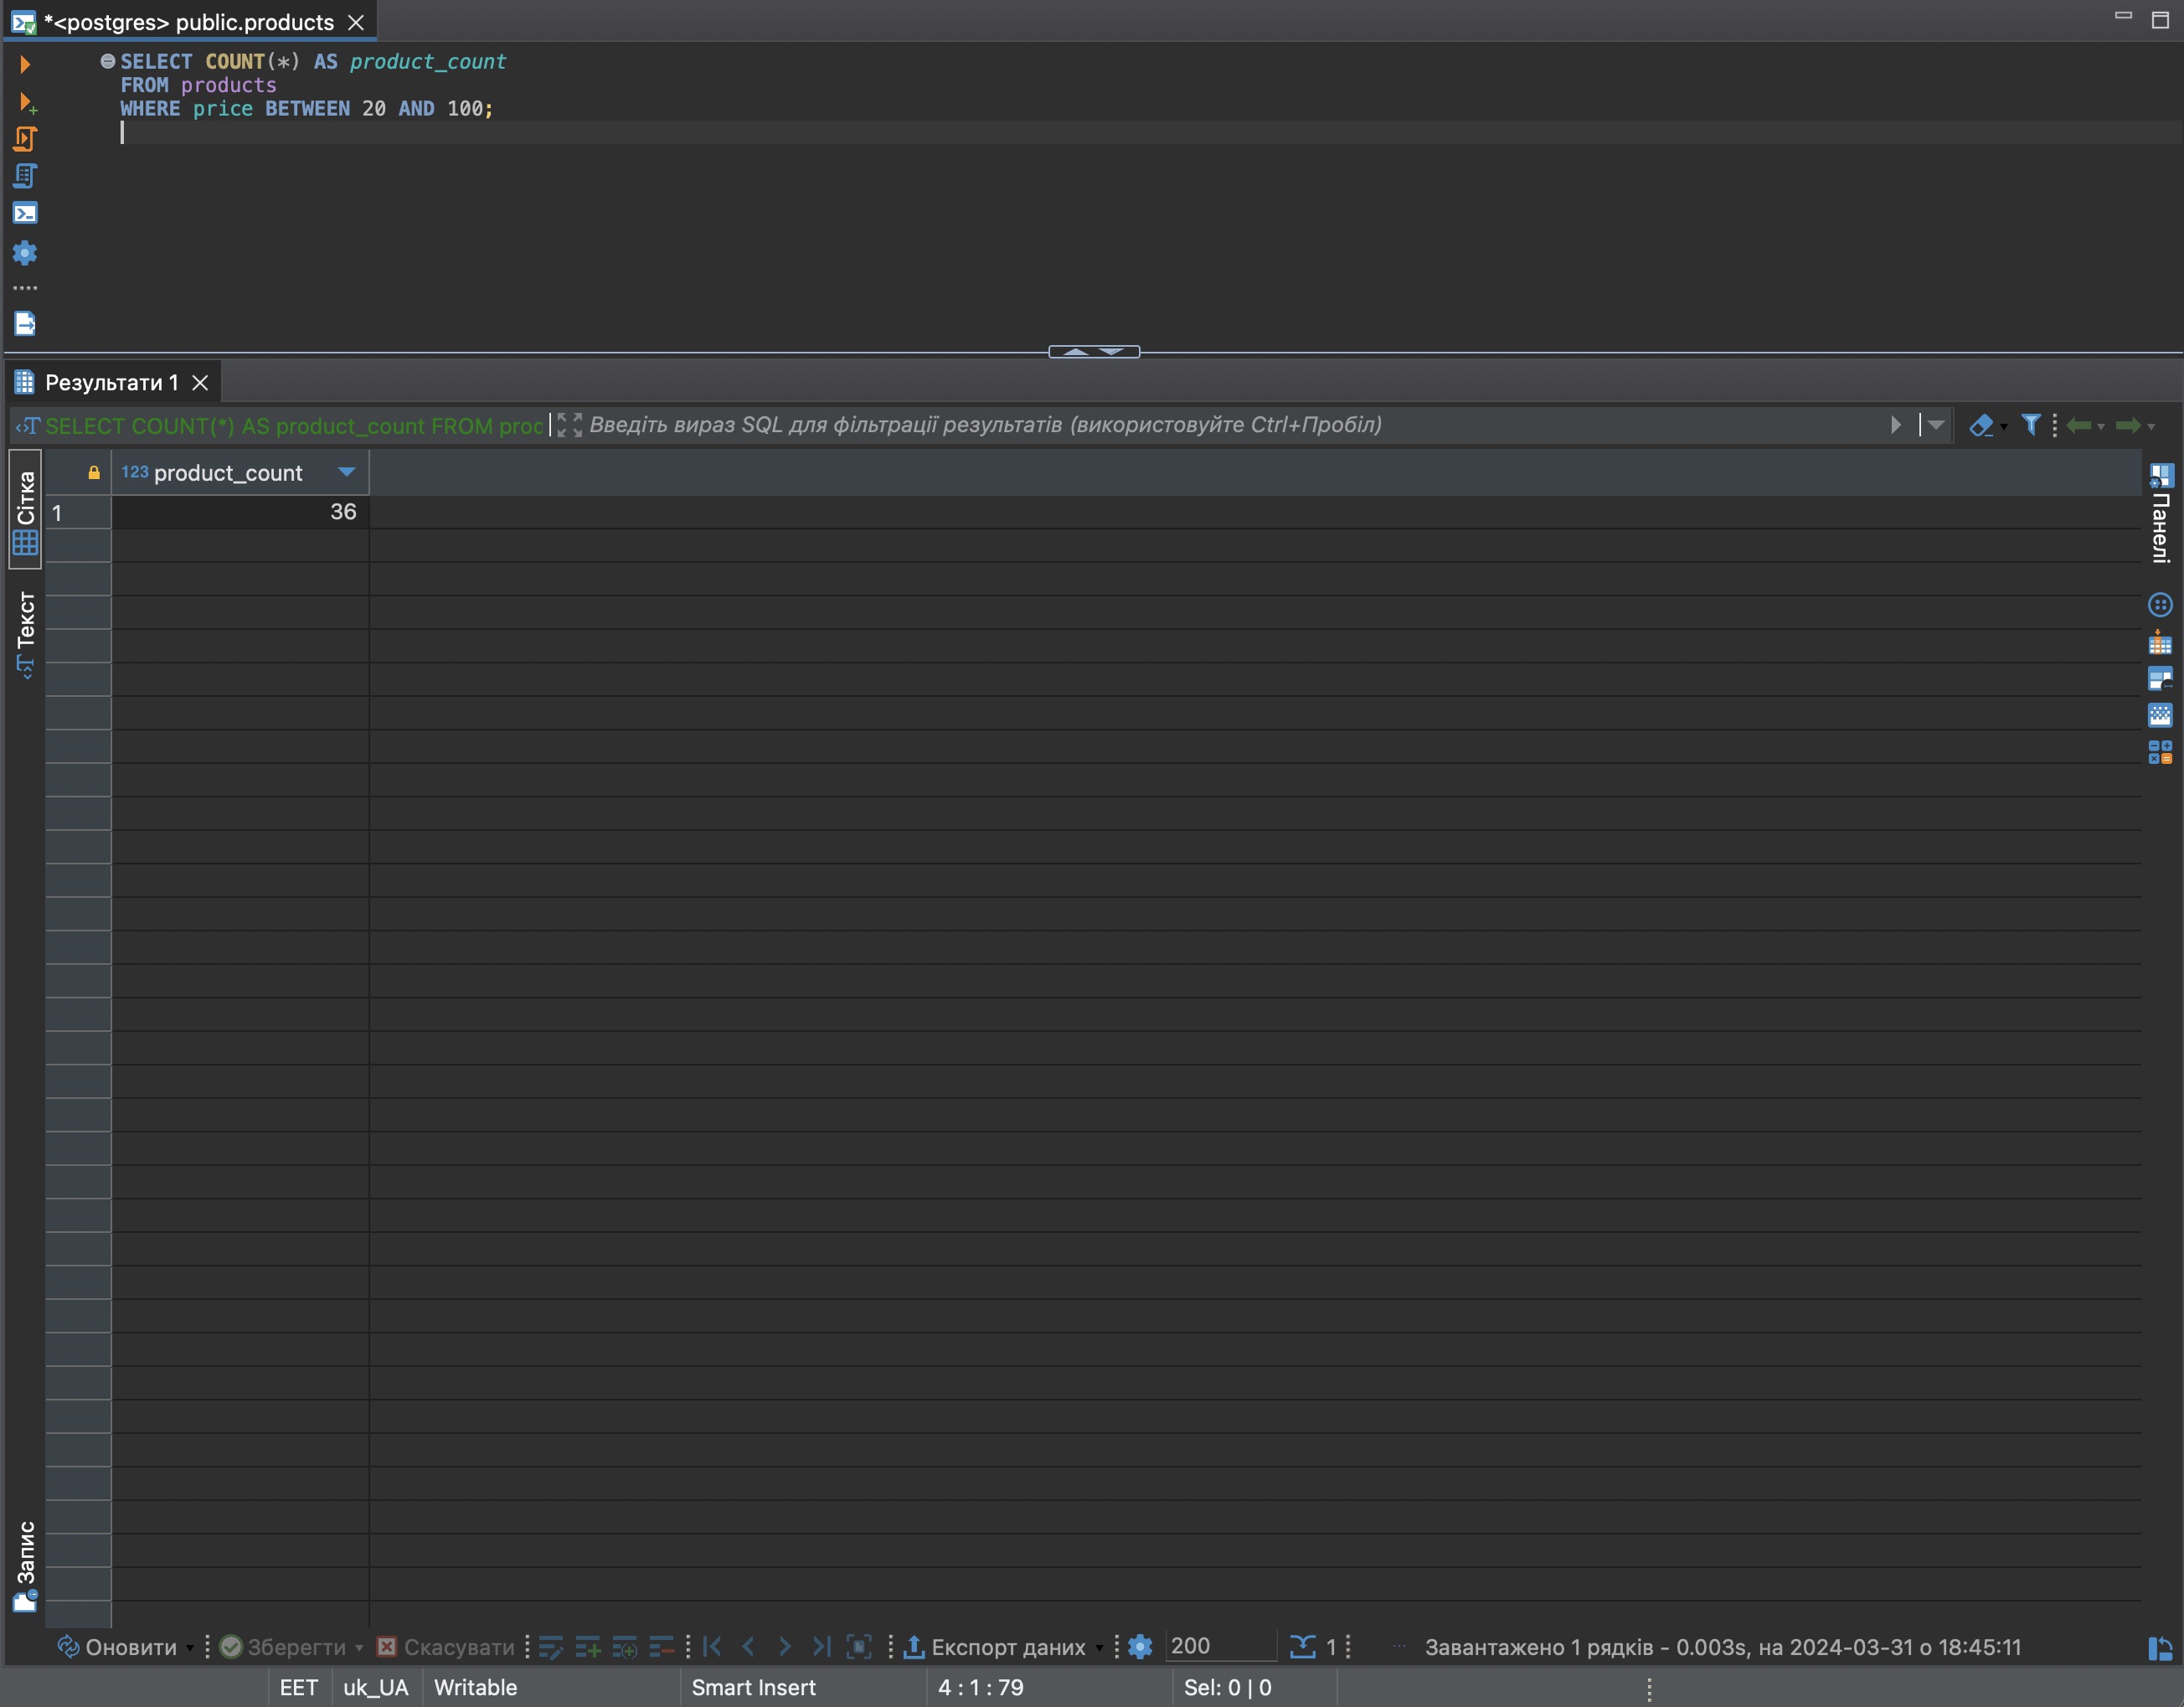 *<postgres> public.products
SELECT COUNT(*) AS product_count
FROM products
WHERE price BETWEEN 20 AND 100;
Результати 1
SELECT COUNT(*) AS product_count FROM proc
Введіть вираз SQL для фільтрації результатів (використовуйте Ctrl+Пробіл)
Сітка
123 product_count
Панелі
1
36
Текст
Запис
Оновити
Зберегти
Скасувати
Експорт даних
200
1
Завантажено 1 рядків - 0.003s, на 2024-03-31 о 18:45:11
EET
uk_UA
Writable
Smart Insert
4 : 1 : 79
Sel: 0 | 0